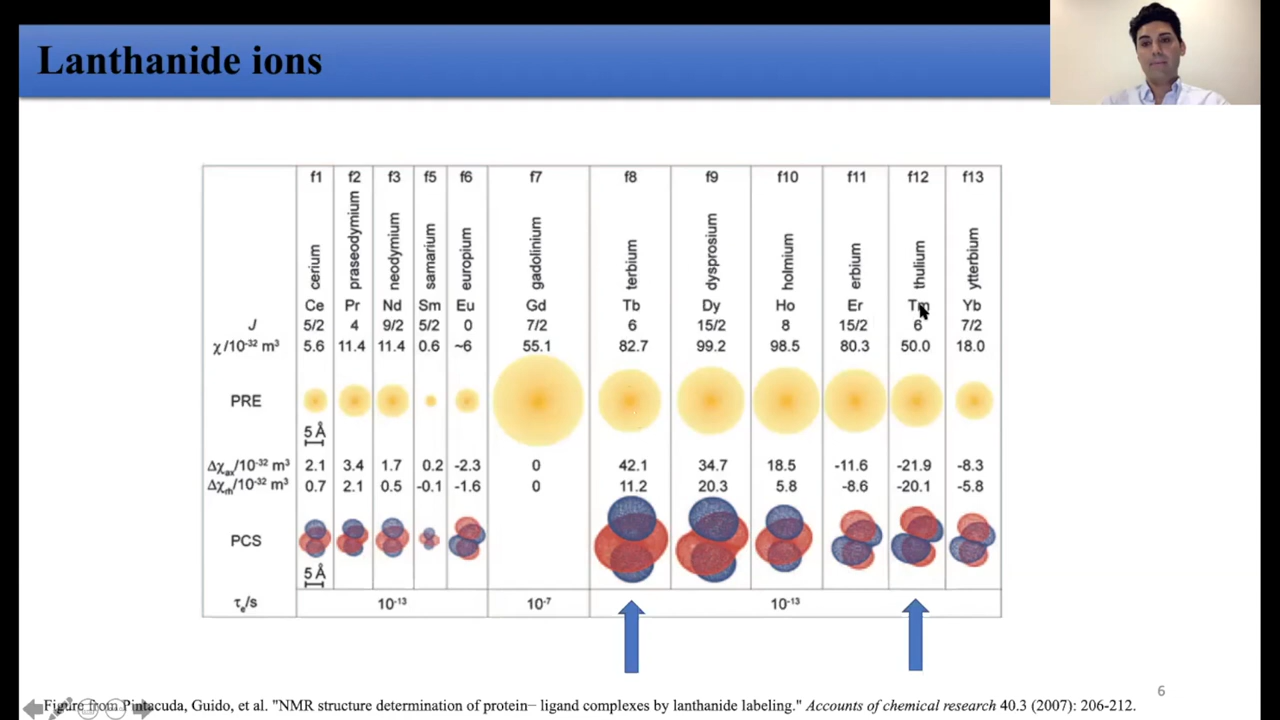 Lanthanide ions
f1 f2 f3 f5 f6 f7 f8 f9 f10 f11 f12 f13
cerium praseodymium neodymium samarium europium gadolinium terbium dysprosium holmium erbium thulium ytterbium
Ce Pr Nd Sm Eu Gd Tb Dy Ho Er Tm Yb
J 5/2 4 9/2 5/2 0 7/2 6 15/2 8 15/2 6 7/2
χ/10⁻³² m³ 5.6 11.4 11.4 0.6 ~6 55.1 82.7 99.2 98.5 80.3 50.0 18.0
PRE
5 Å
Δχax/10⁻³² m³ 2.1 3.4 1.7 0.2 -2.3 0 42.1 34.7 18.5 -11.6 -21.9 -8.3
Δχrh/10⁻³² m³ 0.7 2.1 0.5 -0.1 -1.6 0 11.2 20.3 5.8 -8.6 -20.1 -5.8
PCS
5 Å
τe/s 10⁻¹³ 10⁻⁷ 10⁻¹³
6
Figure from Pintacuda, Guido, et al. "NMR structure determination of protein− ligand complexes by lanthanide labeling." Accounts of chemical research 40.3 (2007): 206-212.